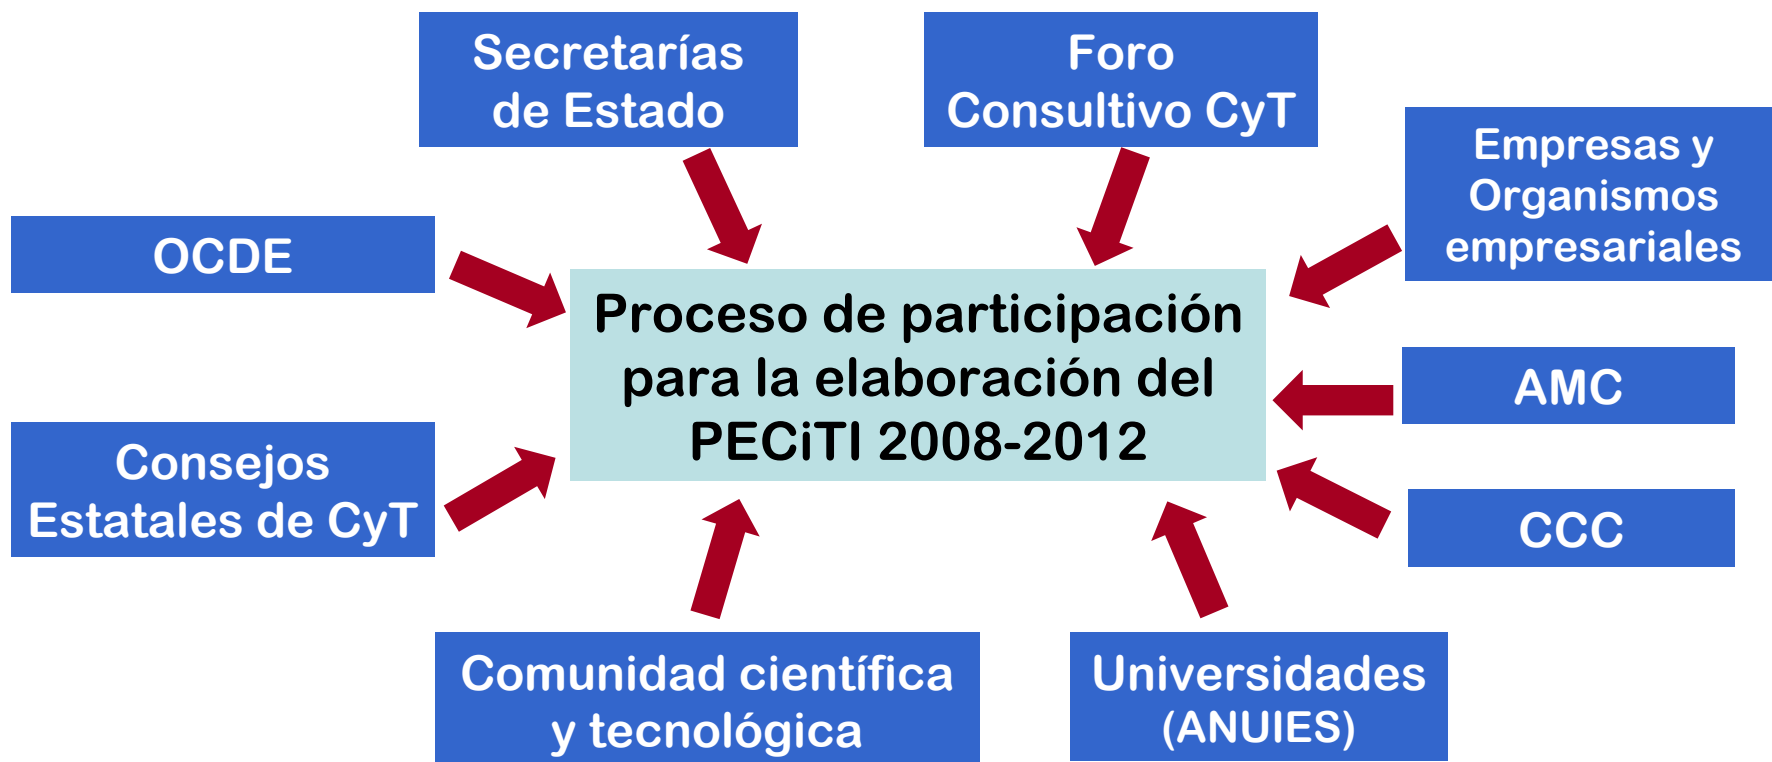 Secretarías
de Estado
Foro
Consultivo CyT
Empresas y
Organismos
empresariales
OCDE
Proceso de participación
para la elaboración del
PECiTI 2008-2012
AMC
Consejos
Estatales de CyT
CCC
Comunidad científica
y tecnológica
Universidades
(ANUIES)